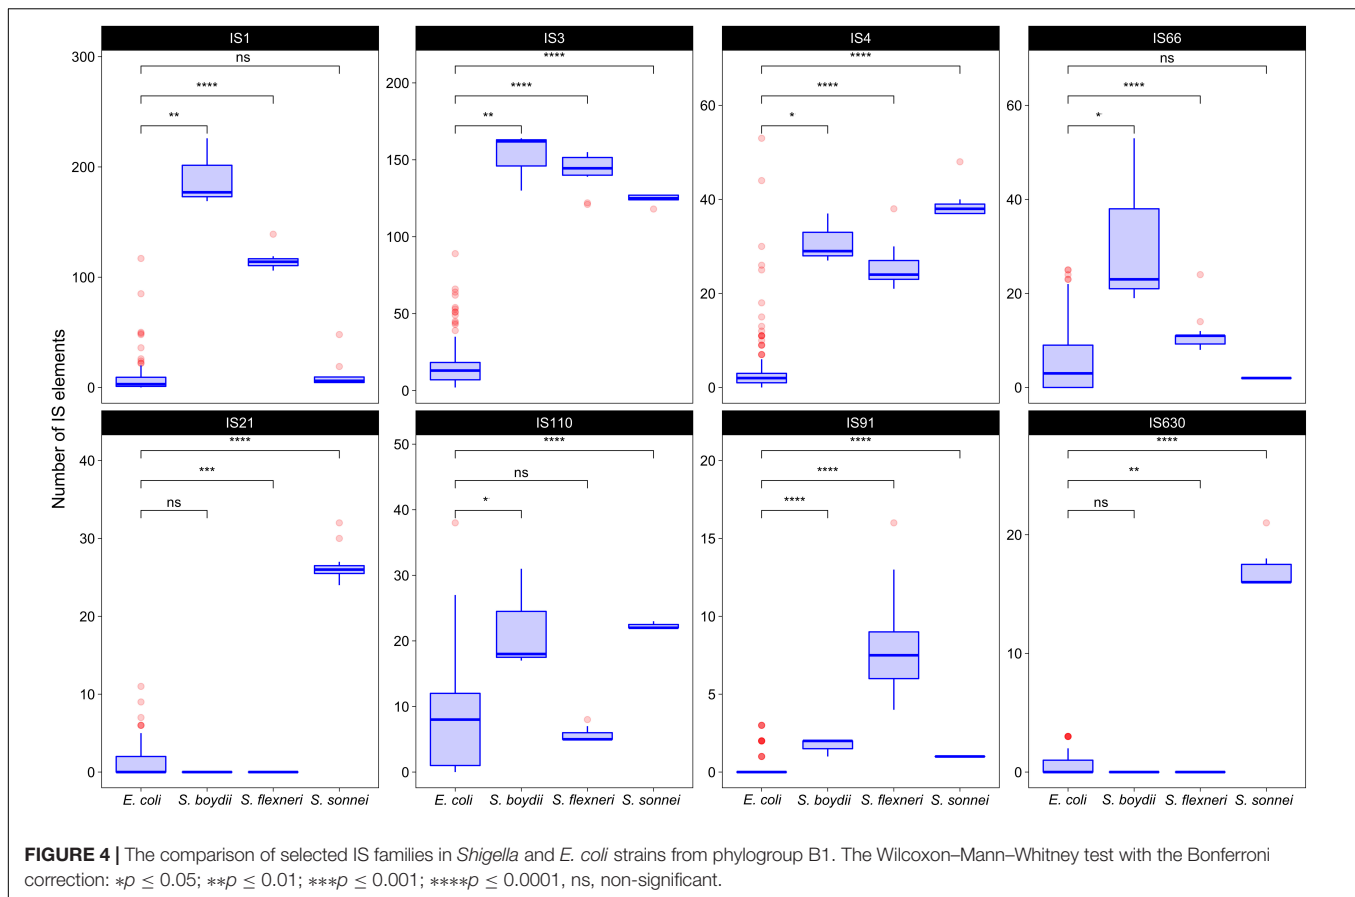 IS1
IS3
IS4
IS66
300
200
100
0
ns
****
**
200
150
100
50
0
****
****
**
60
40
20
0
****
****
*
60
40
20
0
ns
****
*
Number of IS elements
IS21
IS110
IS91
IS630
40
30
20
10
0
****
***
ns
50
40
30
20
10
0
****
ns
*
20
15
10
5
0
****
****
****
20
10
0
****
**
ns
E. coli S. boydii S. flexneri S. sonnei
E. coli S. boydii S. flexneri S. sonnei
E. coli S. boydii S. flexneri S. sonnei
E. coli S. boydii S. flexneri S. sonnei
FIGURE 4 | The comparison of selected IS families in Shigella and E. coli strains from phylogroup B1. The Wilcoxon–Mann–Whitney test with the Bonferroni
correction: *p ≤ 0.05; **p ≤ 0.01; ***p ≤ 0.001; ****p ≤ 0.0001, ns, non-significant.